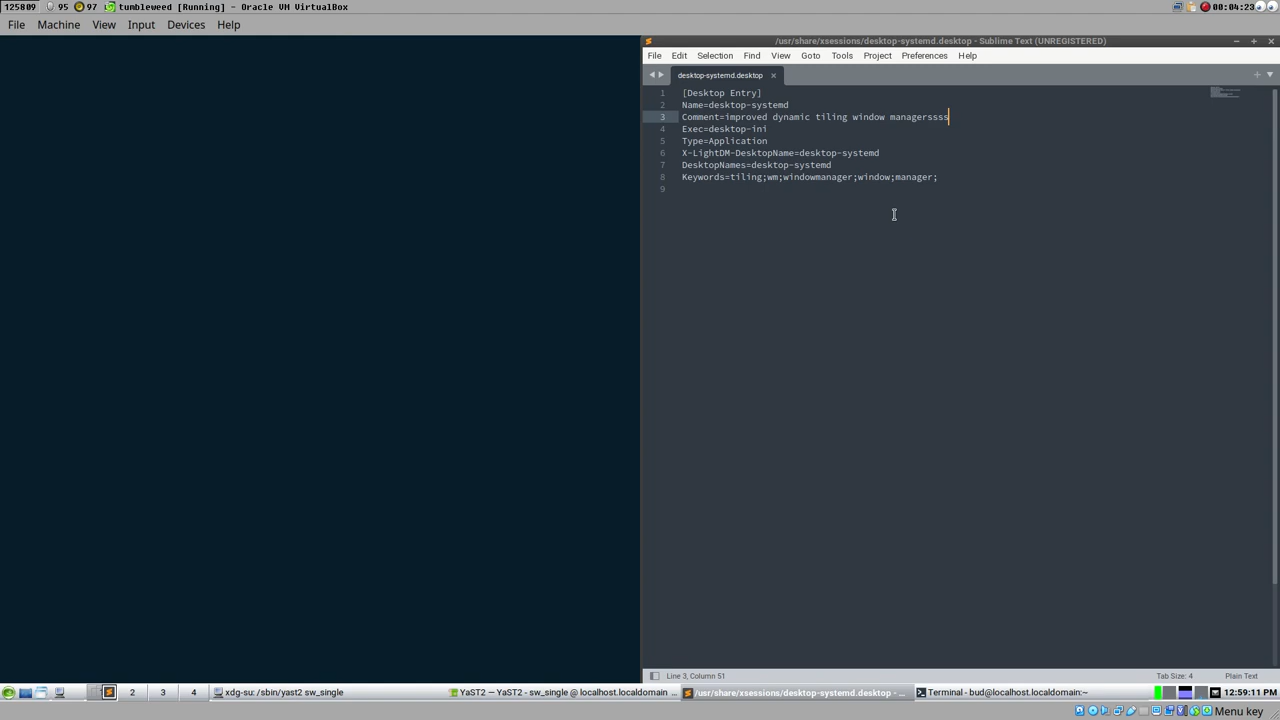 125809 95 97 tumbleweed [Running] - Oracle VM VirtualBox 00:04:23
File Machine View Input Devices Help
/usr/share/xsessions/desktop-systemd.desktop - Sublime Text (UNREGISTERED)
File Edit Selection Find View Goto Tools Project Preferences Help
desktop-systemd.desktop
1 [Desktop Entry]
2 Name=desktop-systemd
3 Comment=improved dynamic tiling window managerssss
4 Exec=desktop-ini
5 Type=Application
6 X-LightDM-DesktopName=desktop-systemd
7 DesktopNames=desktop-systemd
8 Keywords=tiling;wm;windowmanager;window;manager;
9
Line 3, Column 51 Tab Size: 4 Plain Text
2 3 4 xdg-su: /sbin/yast2 sw_single YaST2 — YaST2 - sw_single @ localhost.localdomain /usr/share/xsessions/desktop-systemd.desktop - ... Terminal - bud@localhost.localdomain:~ 12:59:11 PM
Menu key